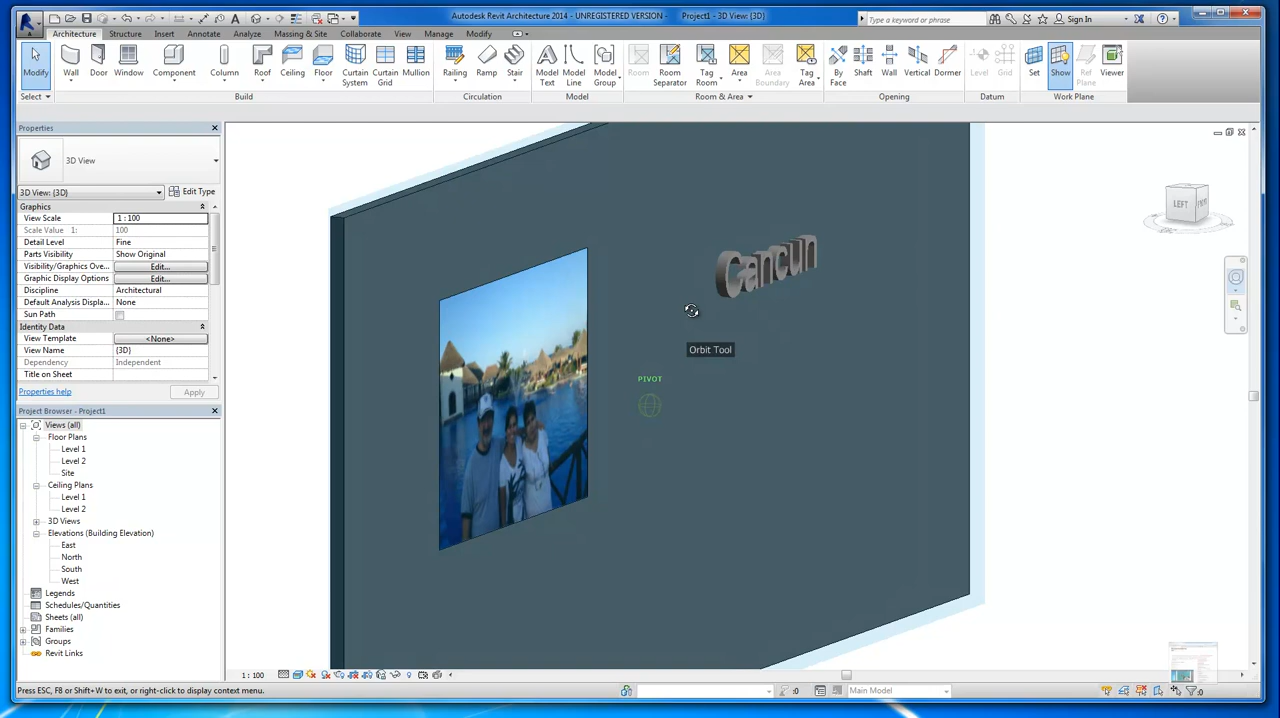 Autodesk Revit Architecture 2014 - UNREGISTERED VERSION - Project1 - 3D View: {3D}
Type a keyword or phrase
Sign In
Architecture Structure Insert Annotate Analyze Massing & Site Collaborate View Manage Modify
Modify Wall Door Window Component Column Roof Ceiling Floor Curtain System Curtain Grid Mullion Railing Ramp Stair Model Text Model Line Model Group Room Room Separator Tag Room Area Area Boundary Tag Area By Face Shaft Wall Vertical Dormer Level Grid Set Show Ref Plane Viewer
Select Build Circulation Model Room & Area Opening Datum Work Plane
Properties
3D View
3D View: {3D} Edit Type
Graphics
View Scale 1 : 100
Scale Value 1: 100
Detail Level Fine
Parts Visibility Show Original
Visibility/Graphics Ove... Edit...
Graphic Display Options Edit...
Discipline Architectural
Default Analysis Displa... None
Sun Path
Identity Data
View Template <None>
View Name {3D}
Dependency Independent
Title on Sheet
Properties help Apply
Project Browser - Project1
Views (all)
Floor Plans
Level 1
Level 2
Site
Ceiling Plans
Level 1
Level 2
3D Views
Elevations (Building Elevation)
East
North
South
West
Legends
Schedules/Quantities
Sheets (all)
Families
Groups
Revit Links
Cancun
Orbit Tool
PIVOT
LEFT
1 : 100
Press ESC, F8 or Shift+W to exit, or right-click to display context menu.
:0
Main Model
:0